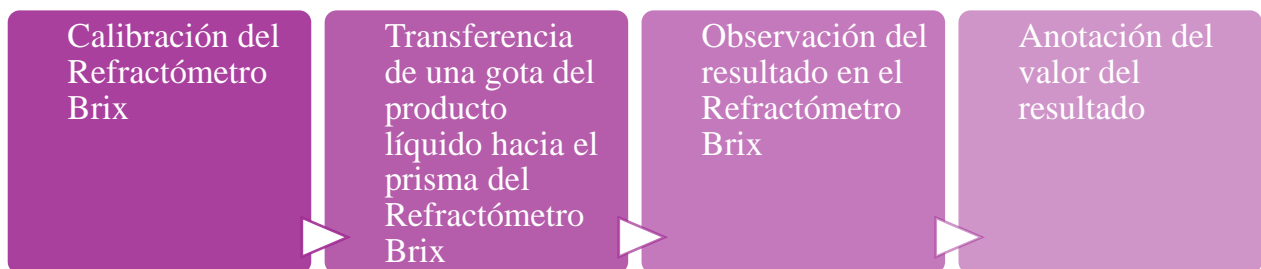 Calibración del
Refractómetro
Brix
Transferencia
de una gota del
producto
líquido hacia el
prisma del
Refractómetro
Brix
Observación del
resultado en el
Refractómetro
Brix
Anotación del
valor del
resultado